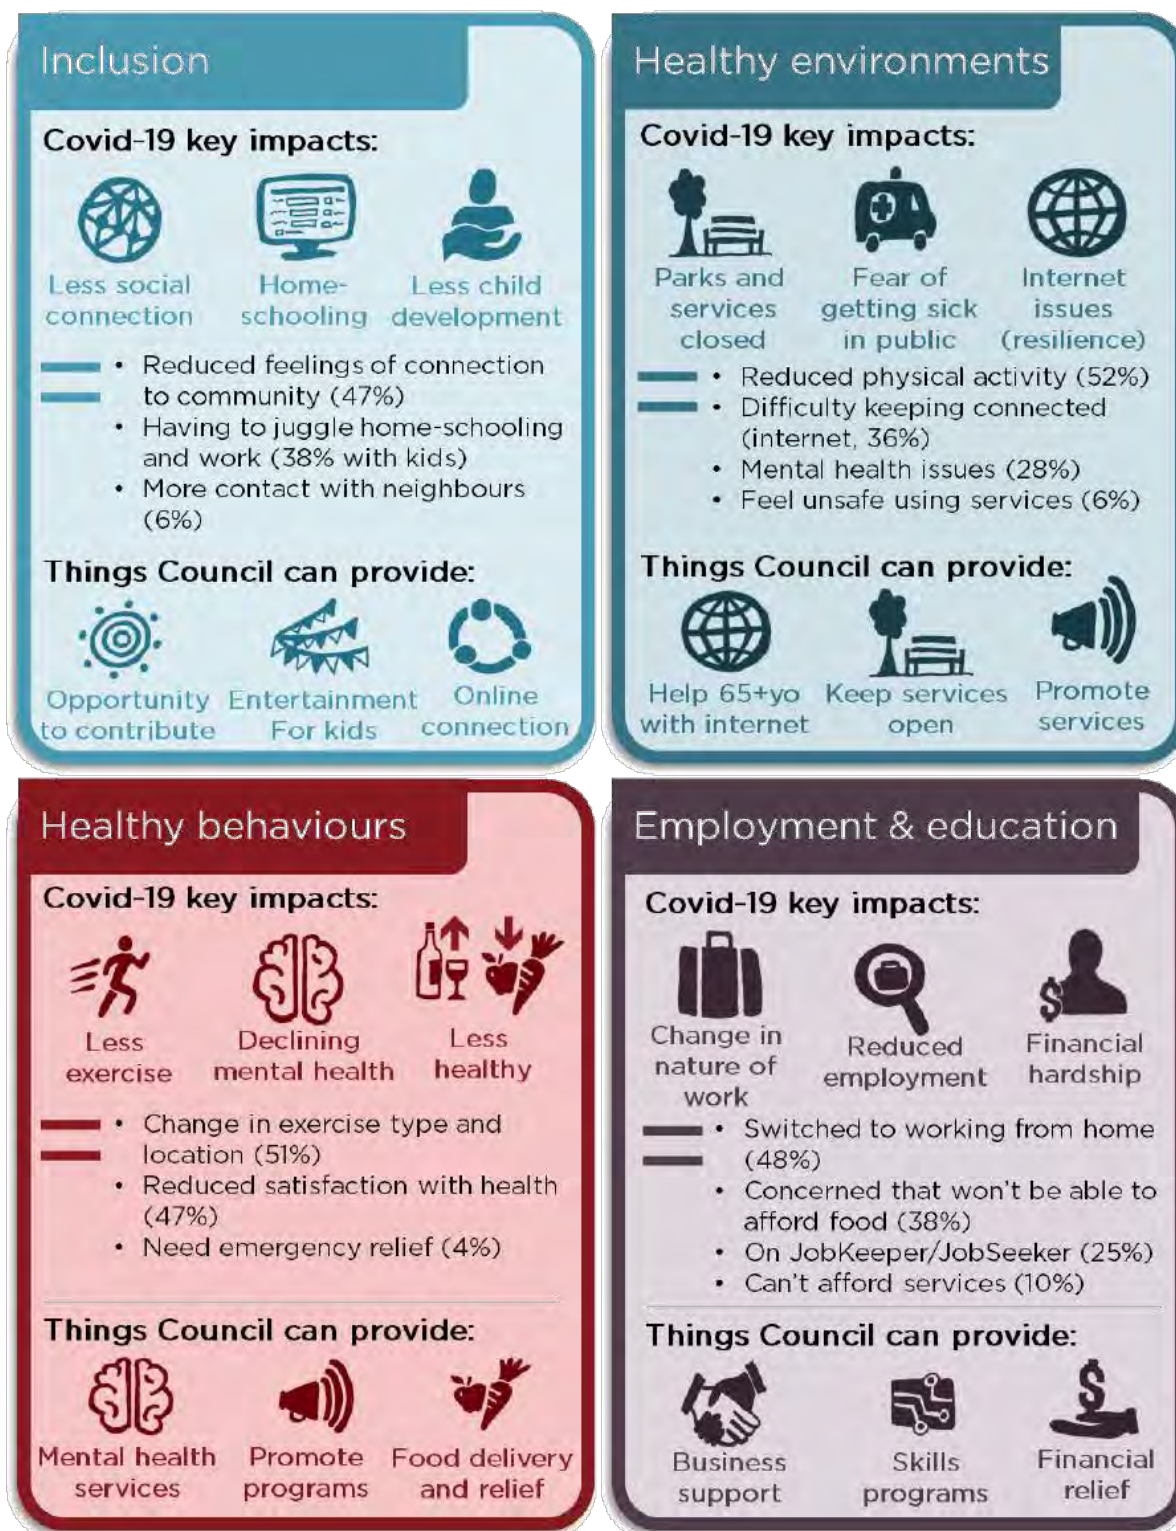 Inclusion
Covid-19 key impacts:
Less social
connection
Home-
schooling
Less child
development
• Reduced feelings of connection
to community (47%)
• Having to juggle home-schooling
and work (38% with kids)
• More contact with neighbours
(6%)
Things Council can provide:
Opportunity
to contribute
Entertainment
For kids
Online
connection
Healthy environments
Covid-19 key impacts:
Parks and
services
closed
Fear of
getting sick
in public
Internet
issues
(resilience)
• Reduced physical activity (52%)
• Difficulty keeping connected
(internet, 36%)
• Mental health issues (28%)
• Feel unsafe using services (6%)
Things Council can provide:
Help 65+yo
with internet
Keep services
open
Promote
services
Healthy behaviours
Covid-19 key impacts:
Less
exercise
Declining
mental health
Less
healthy
• Change in exercise type and
location (51%)
• Reduced satisfaction with health
(47%)
• Need emergency relief (4%)
Things Council can provide:
Mental health
services
Promote
programs
Food delivery
and relief
Employment & education
Covid-19 key impacts:
Change in
nature of
work
Reduced
employment
Financial
hardship
• Switched to working from home
(48%)
• Concerned that won't be able to
afford food (38%)
• On JobKeeper/JobSeeker (25%)
• Can't afford services (10%)
Things Council can provide:
Business
support
Skills
programs
Financial
relief